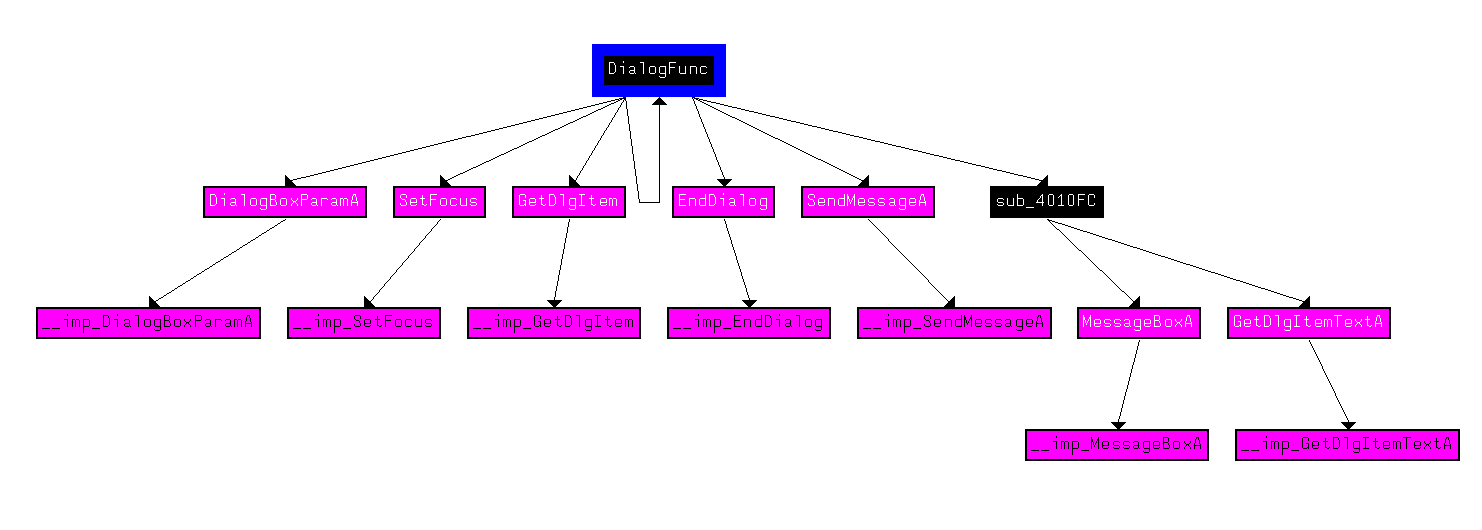 DialogFunc
DialogBoxParamA
SetFocus
GetDlgItem
EndDialog
SendMessageA
sub_4010FC
__imp_DialogBoxParamA
__imp_SetFocus
__imp_GetDlgItem
__imp_EndDialog
__imp_SendMessageA
MessageBoxA
GetDlgItemTextA
__imp_MessageBoxA
__imp_GetDlgItemTextA